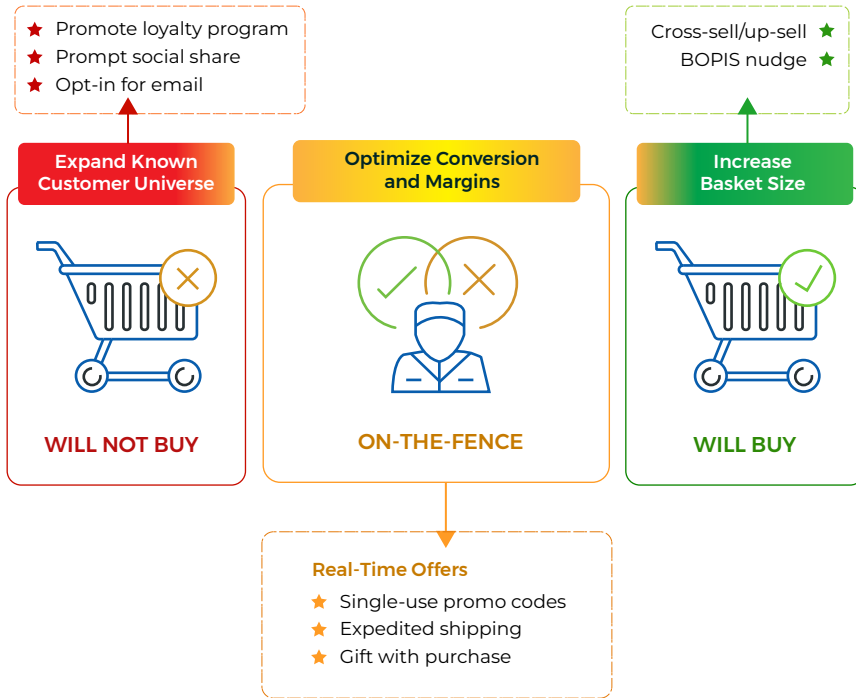 Promote loyalty program
Prompt social share
Opt-in for email
Cross-sell/up-sell
BOPIS nudge
Expand Known
Customer Universe
Optimize Conversion
and Margins
Increase
Basket Size
WILL NOT BUY
ON-THE-FENCE
WILL BUY
Real-Time Offers
Single-use promo codes
Expedited shipping
Gift with purchase